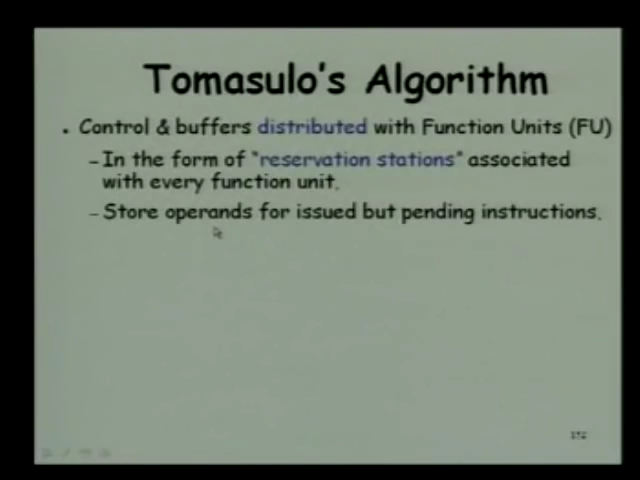 Tomasulo's Algorithm
• Control & buffers distributed with Function Units (FU)
– In the form of "reservation stations" associated
with every function unit.
– Store operands for issued but pending instructions.